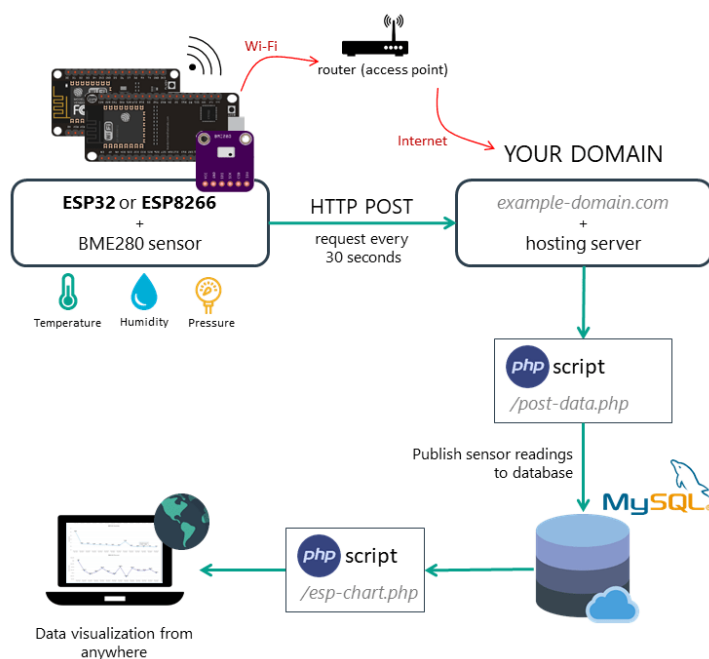 Wi-Fi
router (access point)
Internet
BME280
YOUR DOMAIN
ESP32 or ESP8266
+
BME280 sensor
HTTP POST
request every
30 seconds
example-domain.com
+
hosting server
Temperature
Humidity
Pressure
php script
/post-data.php
Publish sensor readings
to database
MySQL
php script
/esp-chart.php
Data visualization from
anywhere